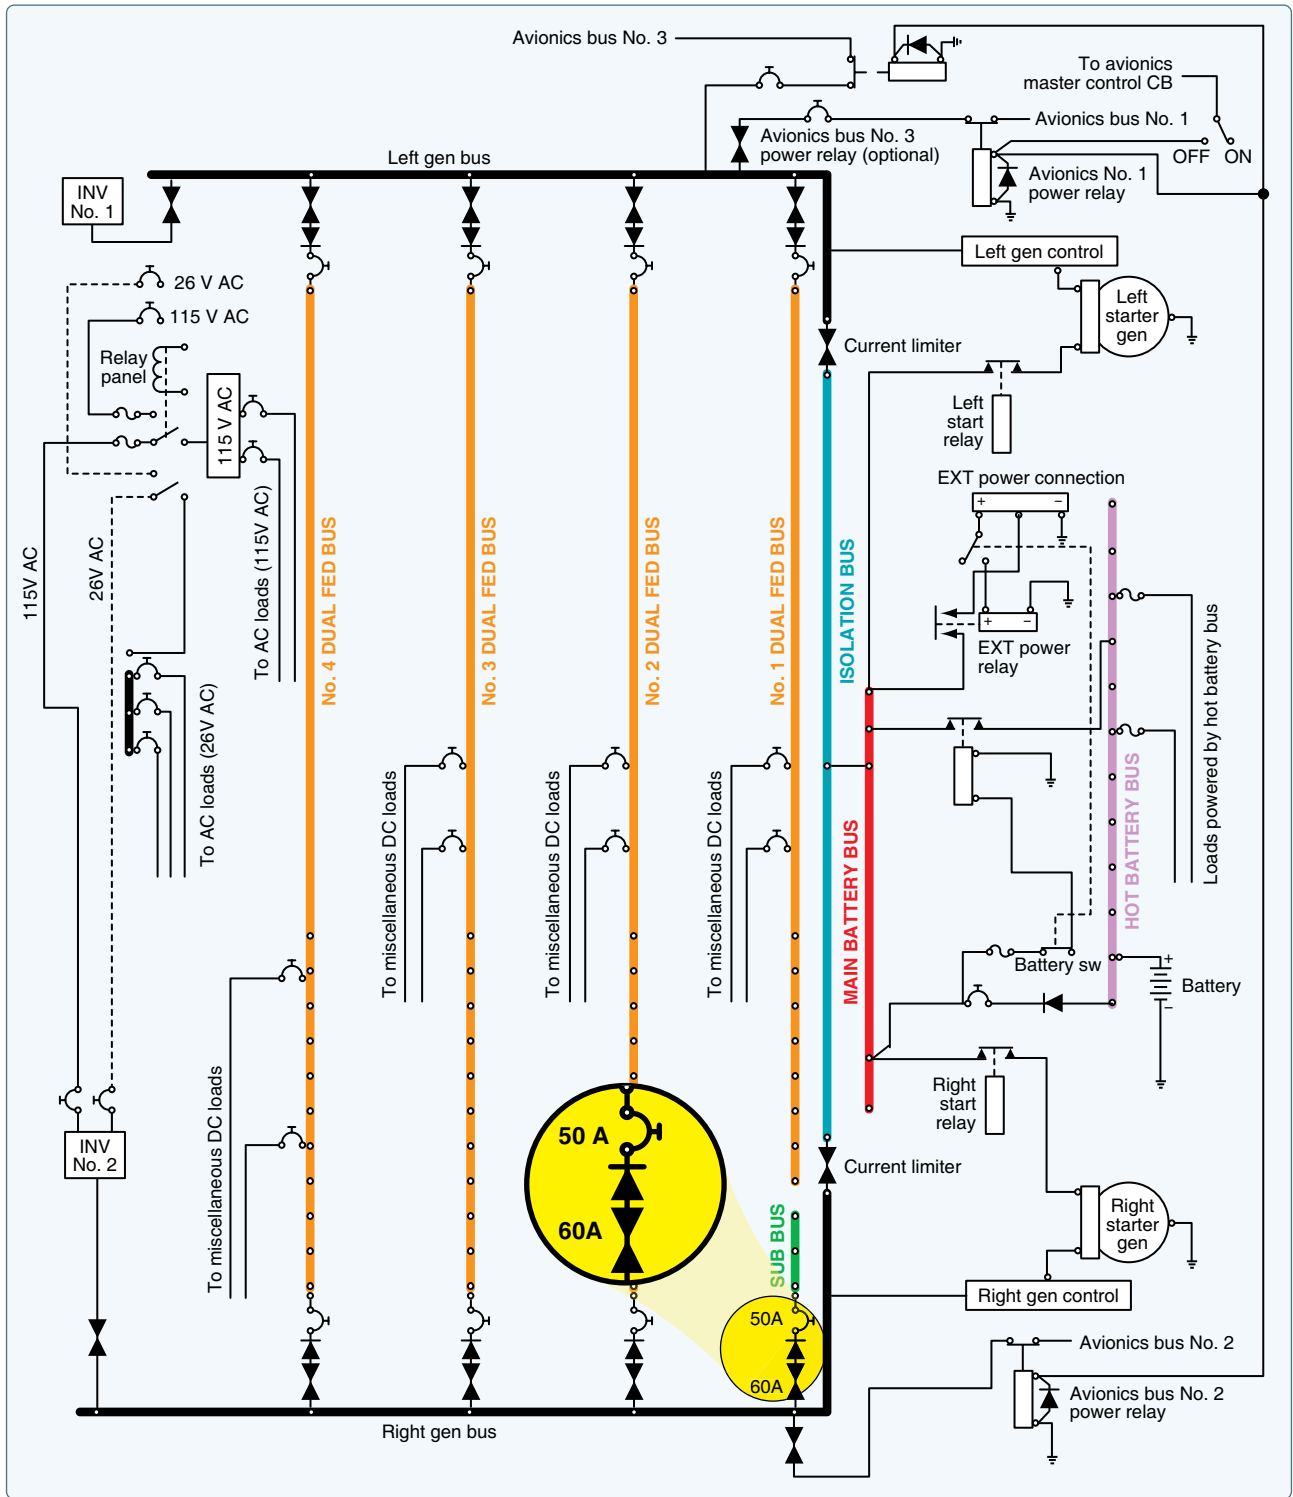 Avionics bus No. 3
To avionics
master control CB
Avionics bus No. 1
Avionics bus No. 3
power relay (optional)
OFF
ON
Left gen bus
INV
No. 1
Avionics No. 1
power relay
Left gen control
26 V AC
115 V AC
Left
starter
gen
Current limiter
Relay
panel
115 V AC
Left
start
relay
EXT power connection
+
−
115V AC
26V AC
To AC loads (115V AC)
No. 4 DUAL FED BUS
No. 3 DUAL FED BUS
No. 2 DUAL FED BUS
No. 1 DUAL FED BUS
ISOLATION BUS
+
−
EXT power
relay
Loads powered by hot battery bus
To AC loads (26V AC)
To miscellaneous DC loads
To miscellaneous DC loads
To miscellaneous DC loads
MAIN BATTERY BUS
HOT BATTERY BUS
Battery sw
+
−
Battery
To miscellaneous DC loads
Right
start
relay
INV
No. 2
50 A
60A
Current limiter
SUB BUS
Right
starter
gen
Right gen control
50A
60A
Avionics bus No. 2
Avionics bus No. 2
power relay
Right gen bus